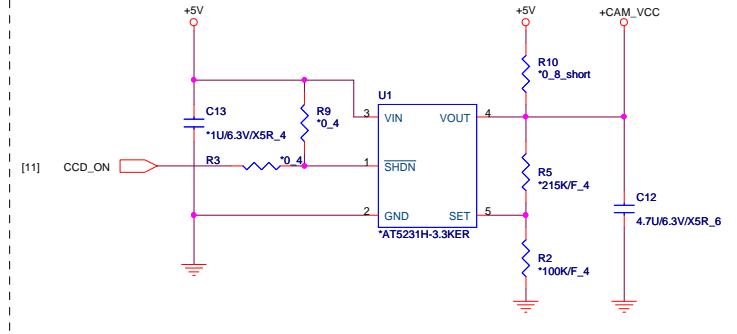 +5V
+5V
+CAM_VCC
R10
*0_8_short
U1
C13
*1U/6.3V/X5R_4
R9
*0_4
3
VIN
VOUT
4
[11]
CCD_ON
R3
*0_4
1
SHDN
R5
*215K/F_4
C12
4.7U/6.3V/X5R_6
2
GND
SET
5
*AT5231H-3.3KER
R2
*100K/F_4